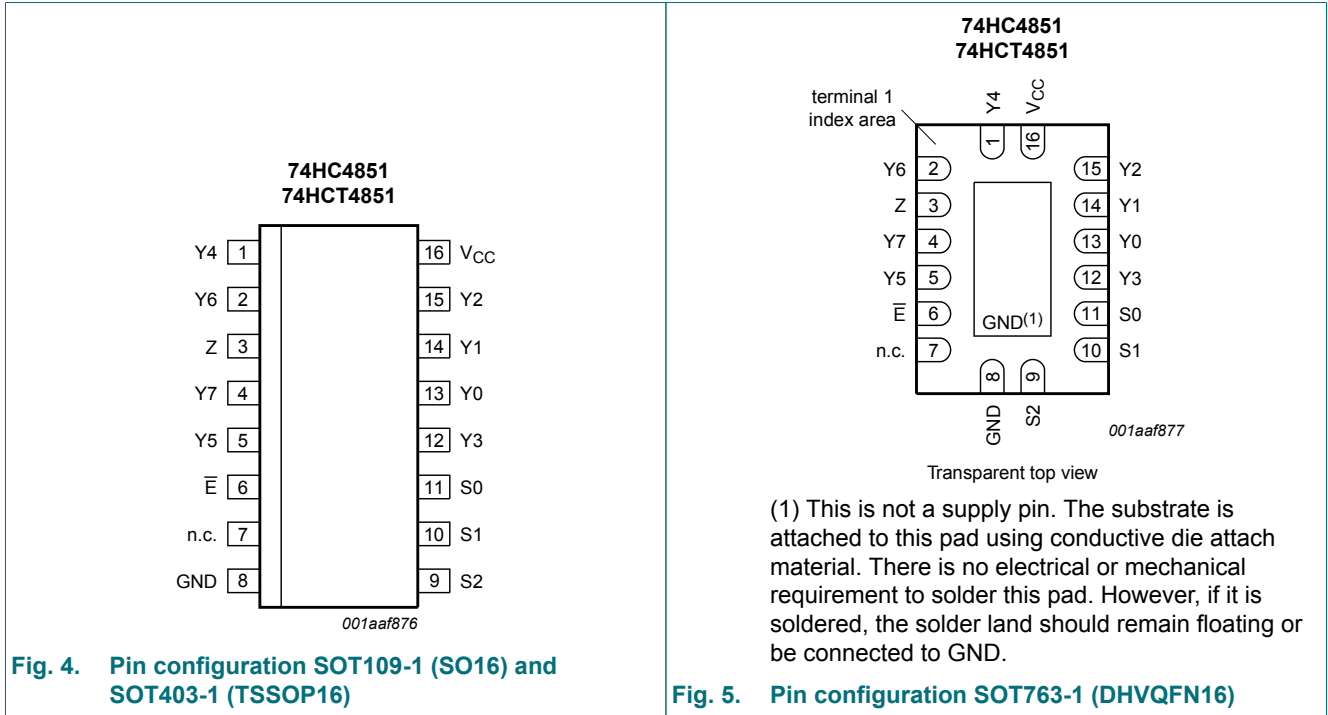 74HC4851
74HCT4851
Y4 1
Y6 2
Z 3
Y7 4
Y5 5
E̅ 6
n.c. 7
GND 8
16 VCC
15 Y2
14 Y1
13 Y0
12 Y3
11 S0
10 S1
9 S2
001aaf876
Fig. 4. Pin configuration SOT109-1 (SO16) and
SOT403-1 (TSSOP16)
74HC4851
74HCT4851
terminal 1
index area
Y4
VCC
1
16
Y6 2
Z 3
Y7 4
Y5 5
E̅ 6
n.c. 7
15 Y2
14 Y1
13 Y0
12 Y3
11 S0
10 S1
GND(1)
8
9
GND
S2
001aaf877
Transparent top view
(1) This is not a supply pin. The substrate is
attached to this pad using conductive die attach
material. There is no electrical or mechanical
requirement to solder this pad. However, if it is
soldered, the solder land should remain floating or
be connected to GND.
Fig. 5. Pin configuration SOT763-1 (DHVQFN16)